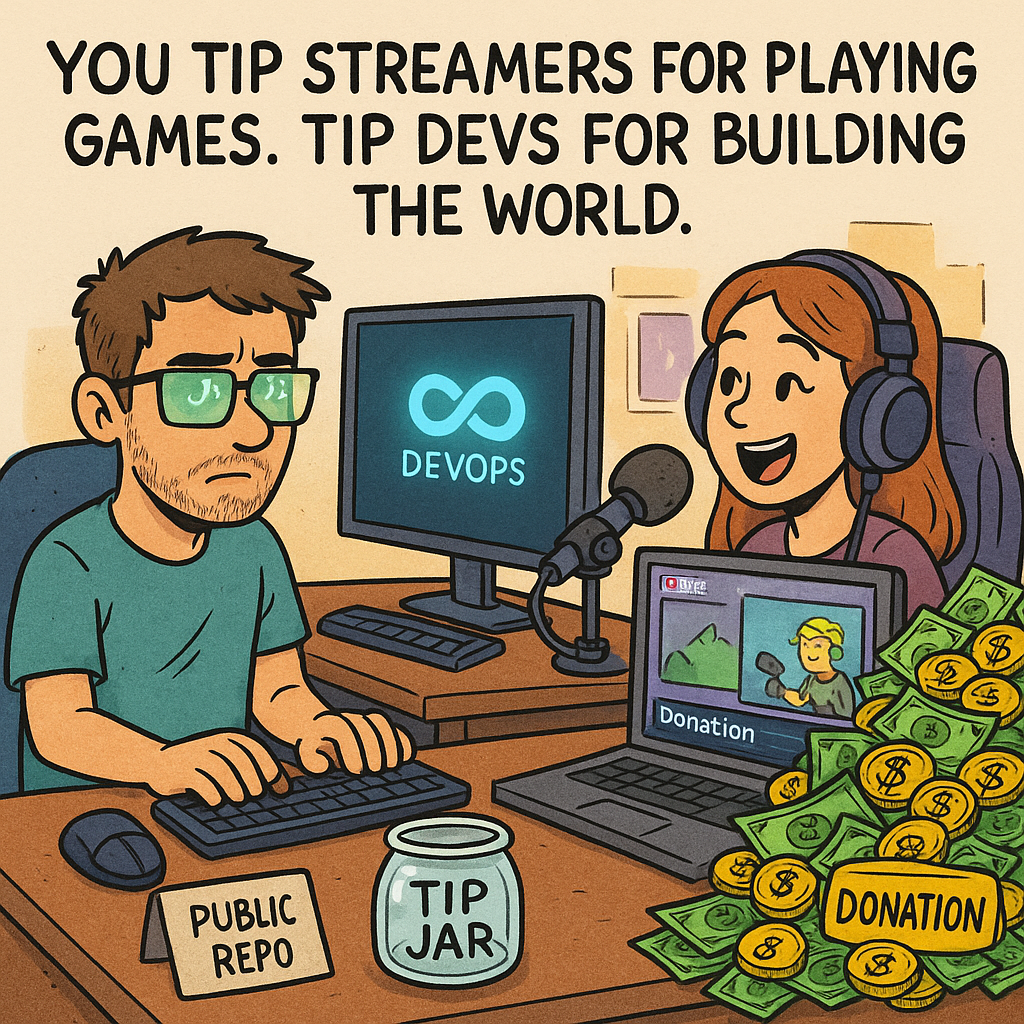 YOU TIP STREAMERS FOR PLAYING
GAMES. TIP DEVS FOR BUILDING
THE WORLD.
DEVOPS
Donation
PUBLIC
REPO
TIP
JAR
DONATION